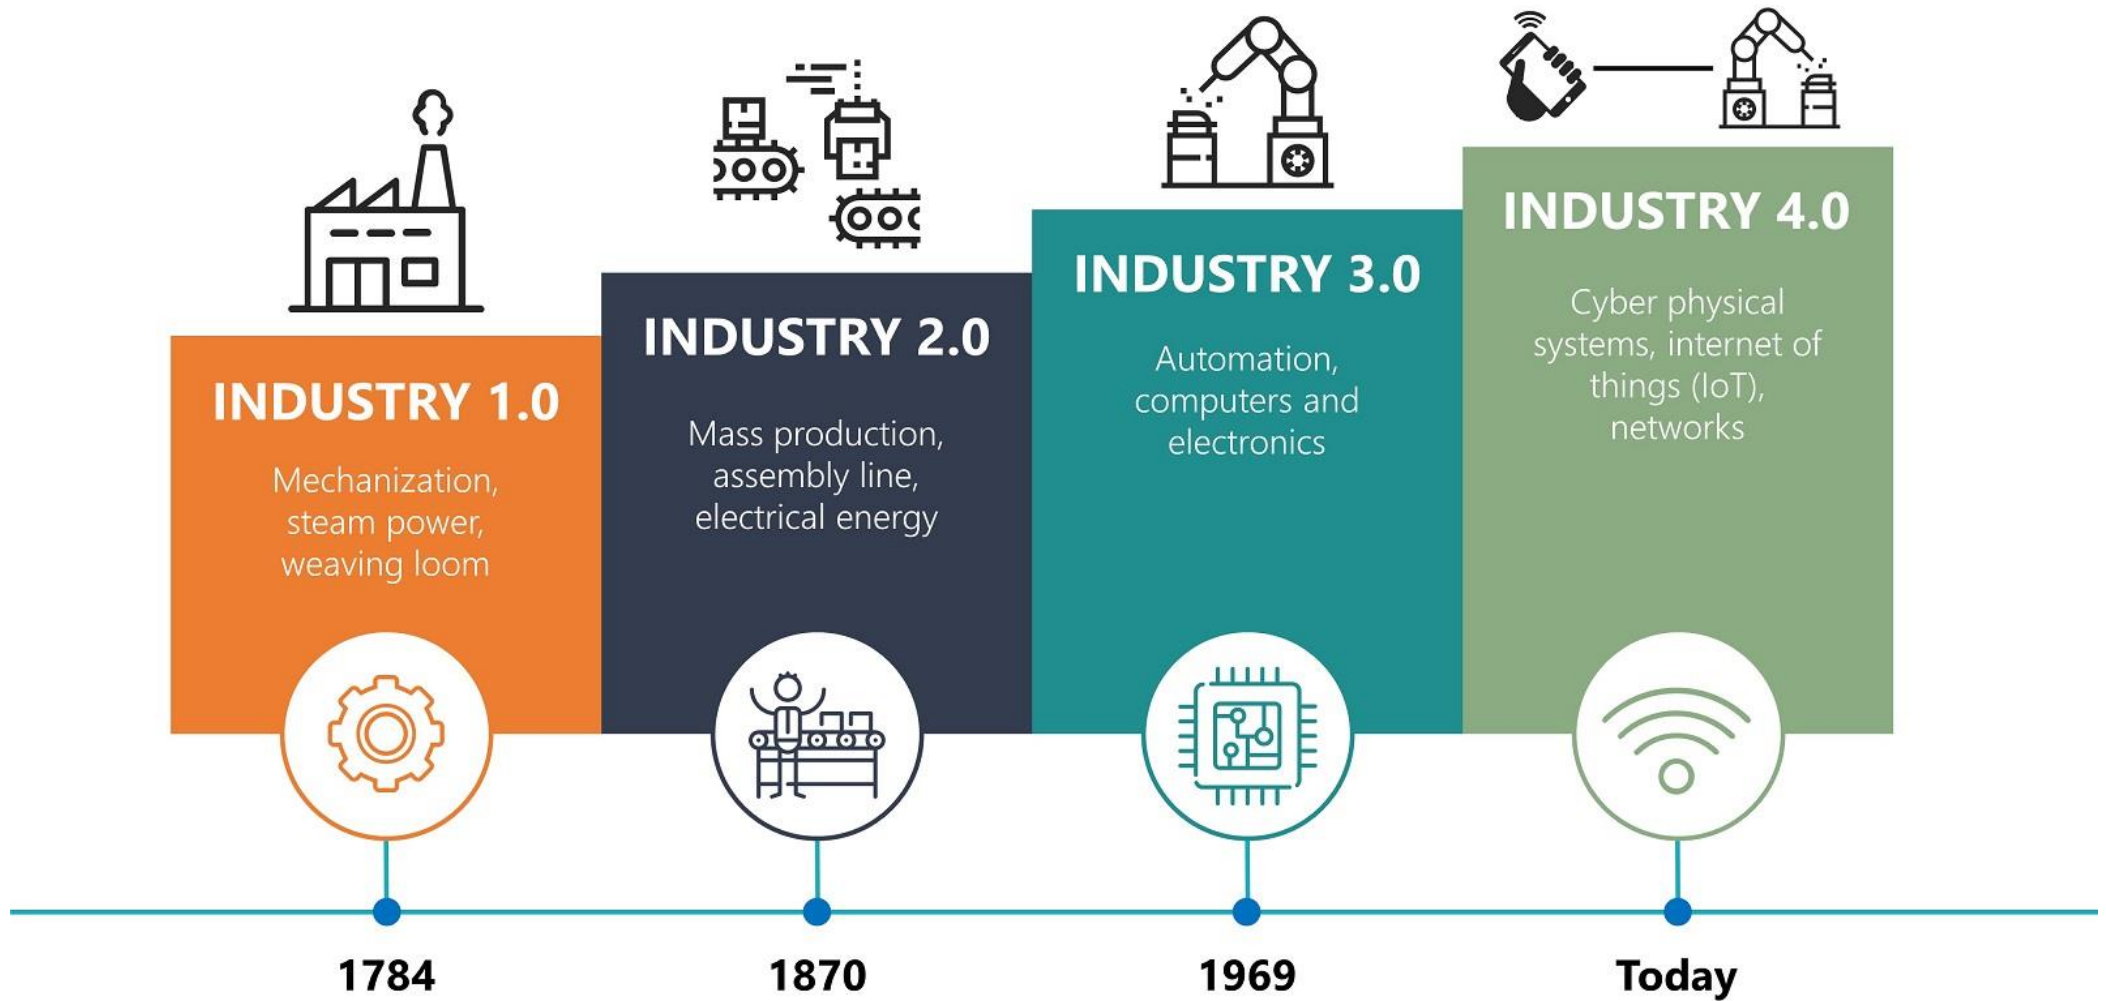 INDUSTRY 1.0
Mechanization,
steam power,
weaving loom
1784
INDUSTRY 2.0
Mass production,
assembly line,
electrical energy
1870
INDUSTRY 3.0
Automation,
computers and
electronics
1969
INDUSTRY 4.0
Cyber physical
systems, internet of
things (IoT),
networks
Today